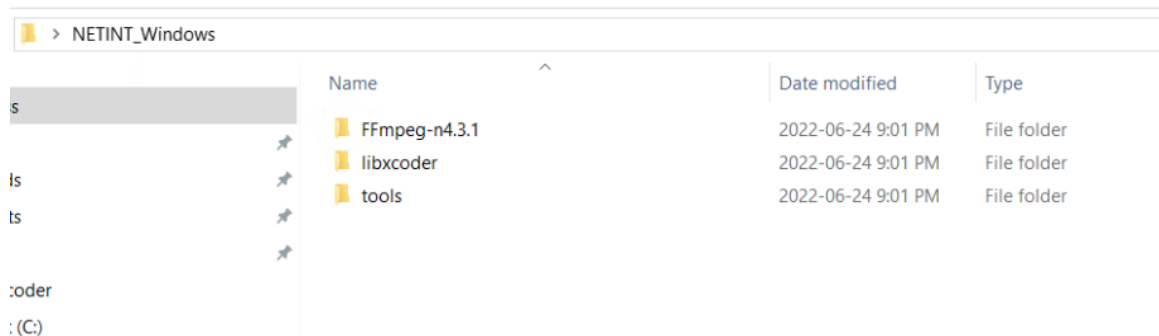 > NETINT_Windows
Name Date modified Type
s
FFmpeg-n4.3.1 2022-06-24 9:01 PM File folder
libxcoder 2022-06-24 9:01 PM File folder
ds
tools 2022-06-24 9:01 PM File folder
ts
coder
: (C:)